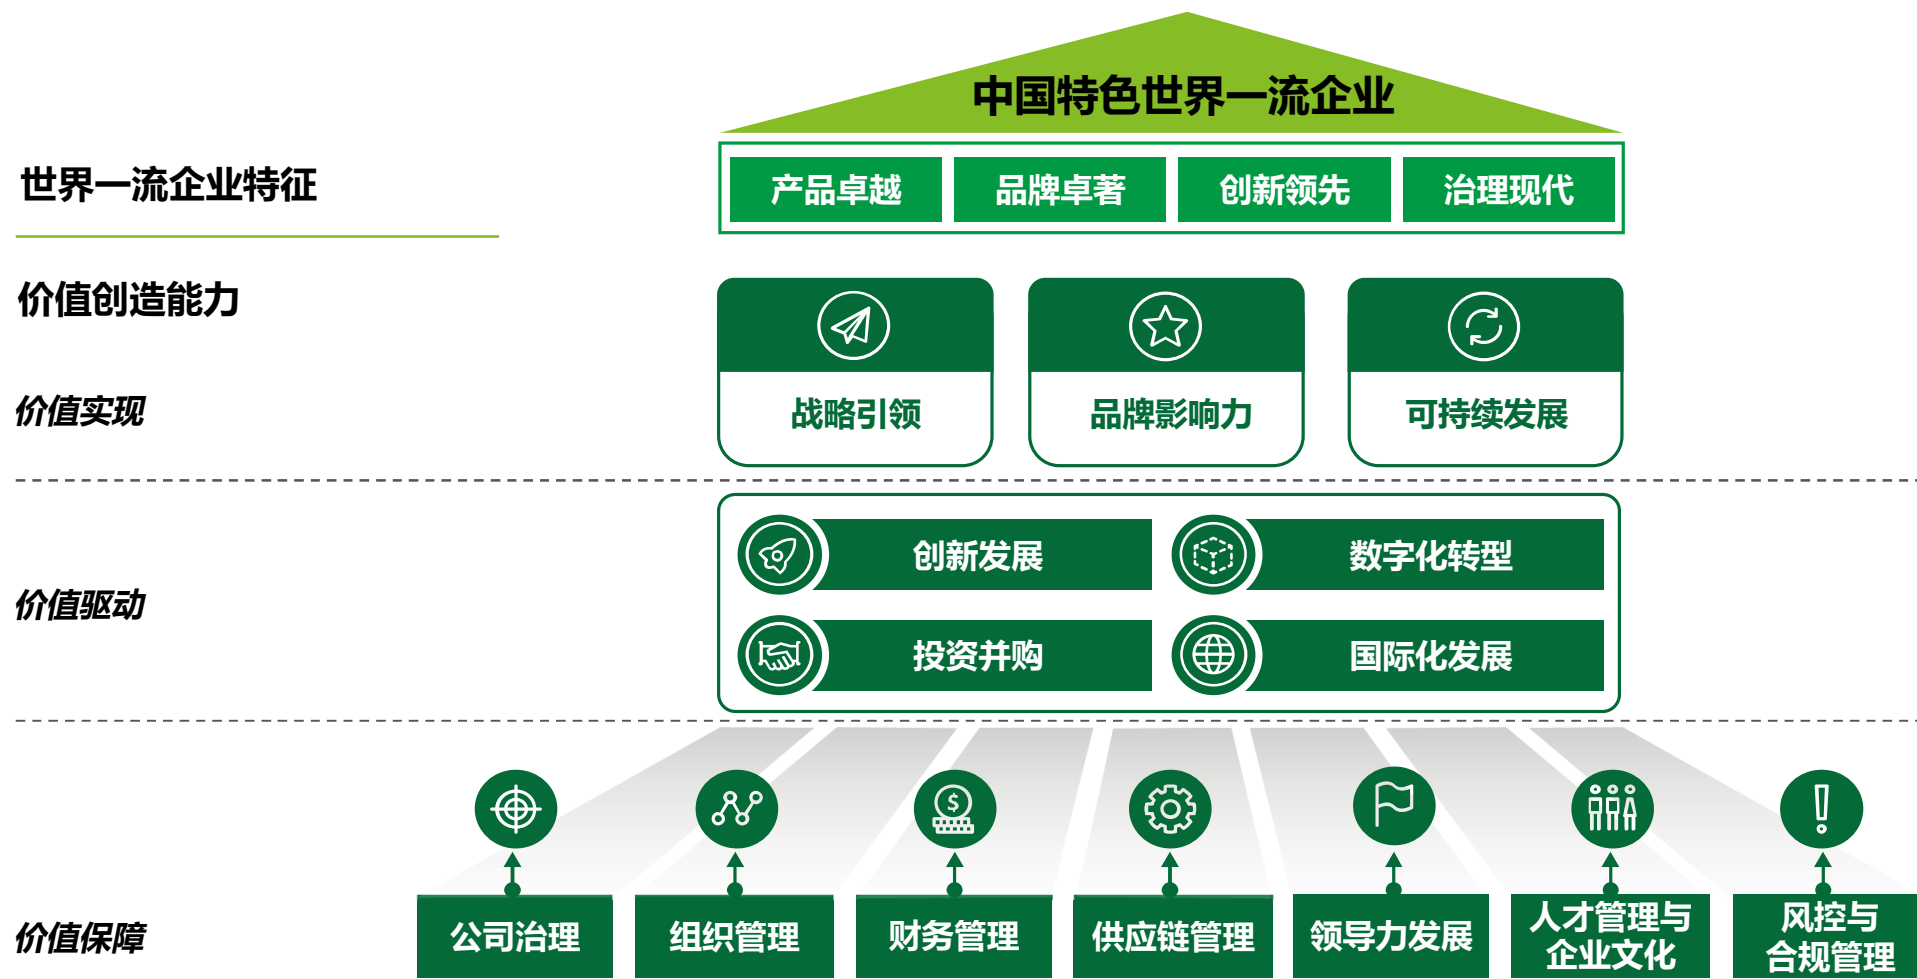 中国特色世界一流企业
世界一流企业特征
产品卓越
品牌卓著
创新领先
治理现代
价值创造能力
价值实现
战略引领
品牌影响力
可持续发展
价值驱动
创新发展
数字化转型
投资并购
国际化发展
价值保障
公司治理
组织管理
财务管理
供应链管理
领导力发展
人才管理与
企业文化
风控与
合规管理